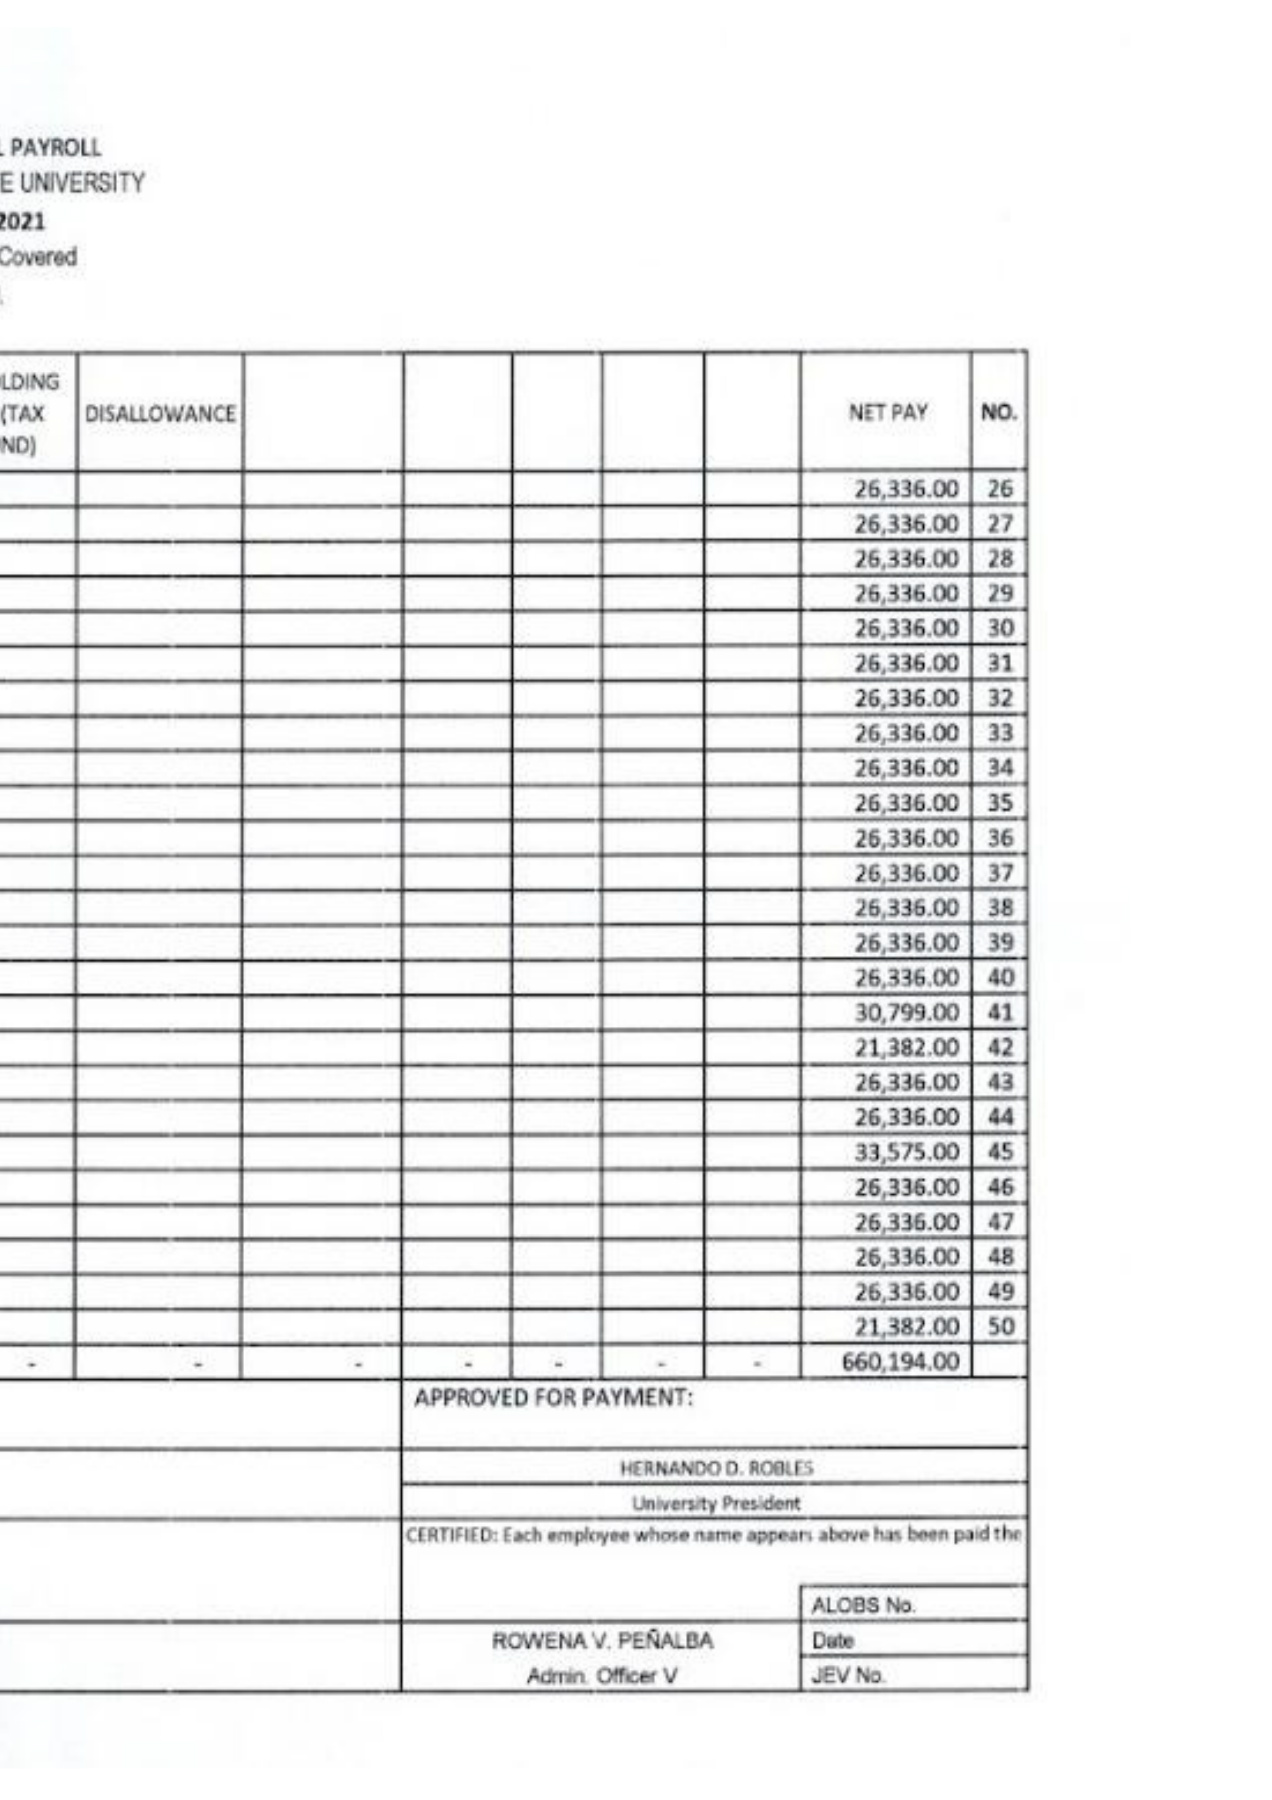 L PAYROLL
E UNIVERSITY
2021
Covered
LDING
(TAX DISALLOWANCE NET PAY NO.
ND)
26,336.00 26
26,336.00 27
26,336.00 28
26,336.00 29
26,336.00 30
26,336.00 31
26,336.00 32
26,336.00 33
26,336.00 34
26,336.00 35
26,336.00 36
26,336.00 37
26,336.00 38
26,336.00 39
26,336.00 40
30,799.00 41
21,382.00 42
26,336.00 43
26,336.00 44
33,575.00 45
26,336.00 46
26,336.00 47
26,336.00 48
26,336.00 49
21,382.00 50
- - - - - - - 660,194.00
APPROVED FOR PAYMENT:
HERNANDO D. ROBLES
University President
CERTIFIED: Each employee whose name appears above has been paid the
ALOBS No.
ROWENA V. PEÑALBA Date
Admin. Officer V JEV No.